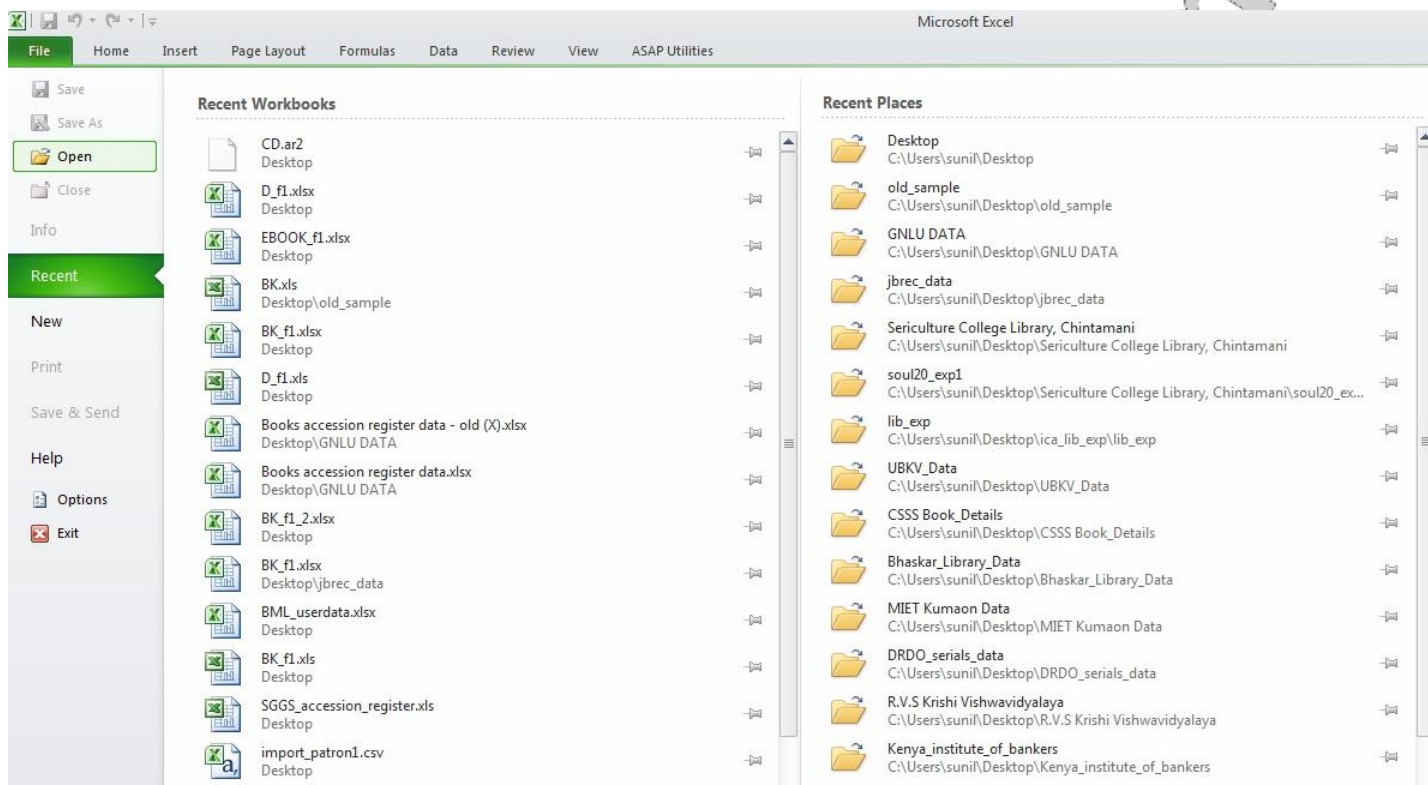 Microsoft Excel
File Home Insert Page Layout Formulas Data Review View ASAP Utilities
Save
Save As
Open
Close
Info
Recent
New
Print
Save & Send
Help
Options
Exit
Recent Workbooks
CD.ar2
Desktop
D_f1.xlsx
Desktop
EBOOK_f1.xlsx
Desktop
BK.xls
Desktop\old_sample
BK_f1.xlsx
Desktop
D_f1.xls
Desktop
Books accession register data - old (X).xlsx
Desktop\GNLU DATA
Books accession register data.xlsx
Desktop\GNLU DATA
BK_f1_2.xlsx
Desktop
BK_f1.xlsx
Desktop\jbrec_data
BML_userdata.xlsx
Desktop
BK_f1.xls
Desktop
SGGS_accession_register.xls
Desktop
import_patron1.csv
Desktop
Recent Places
Desktop
C:\Users\sunil\Desktop
old_sample
C:\Users\sunil\Desktop\old_sample
GNLU DATA
C:\Users\sunil\Desktop\GNLU DATA
jbrec_data
C:\Users\sunil\Desktop\jbrec_data
Sericulture College Library, Chintamani
C:\Users\sunil\Desktop\Sericulture College Library, Chintamani
soul20_exp1
C:\Users\sunil\Desktop\Sericulture College Library, Chintamani\soul20_ex...
lib_exp
C:\Users\sunil\Desktop\ica_lib_exp\lib_exp
UBKV_Data
C:\Users\sunil\Desktop\UBKV_Data
CSSS Book_Details
C:\Users\sunil\Desktop\CSSS Book_Details
Bhaskar_Library_Data
C:\Users\sunil\Desktop\Bhaskar_Library_Data
MIET Kumaon Data
C:\Users\sunil\Desktop\MIET Kumaon Data
DRDO_serials_data
C:\Users\sunil\Desktop\DRDO_serials_data
R.V.S Krishi Vishwavidyalaya
C:\Users\sunil\Desktop\R.V.S Krishi Vishwavidyalaya
Kenya_institute_of_bankers
C:\Users\sunil\Desktop\Kenya_institute_of_bankers